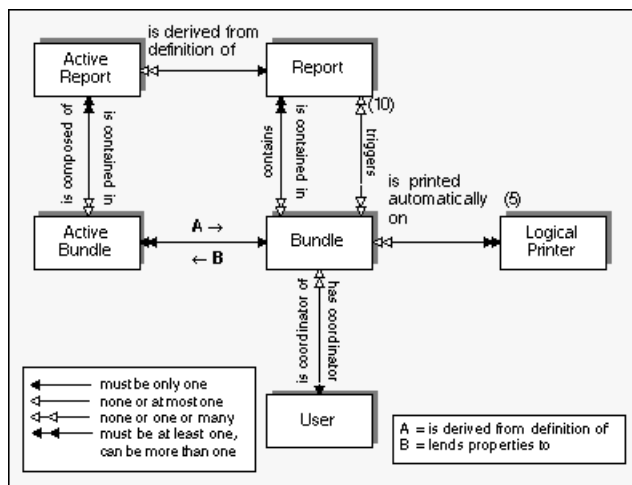 is derived from
definition of
Active
Report
Report
(10)
is composed of
is contained in
contains
is contained in
triggers
is printed
automatically
on
(5)
Active
Bundle
A →
← B
Bundle
Logical
Printer
is coordinator of
has coordinator
User
must be only one
none or at most one
none or one or many
must be at least one,
can be more than one
A = is derived from definition of
B = lends properties to